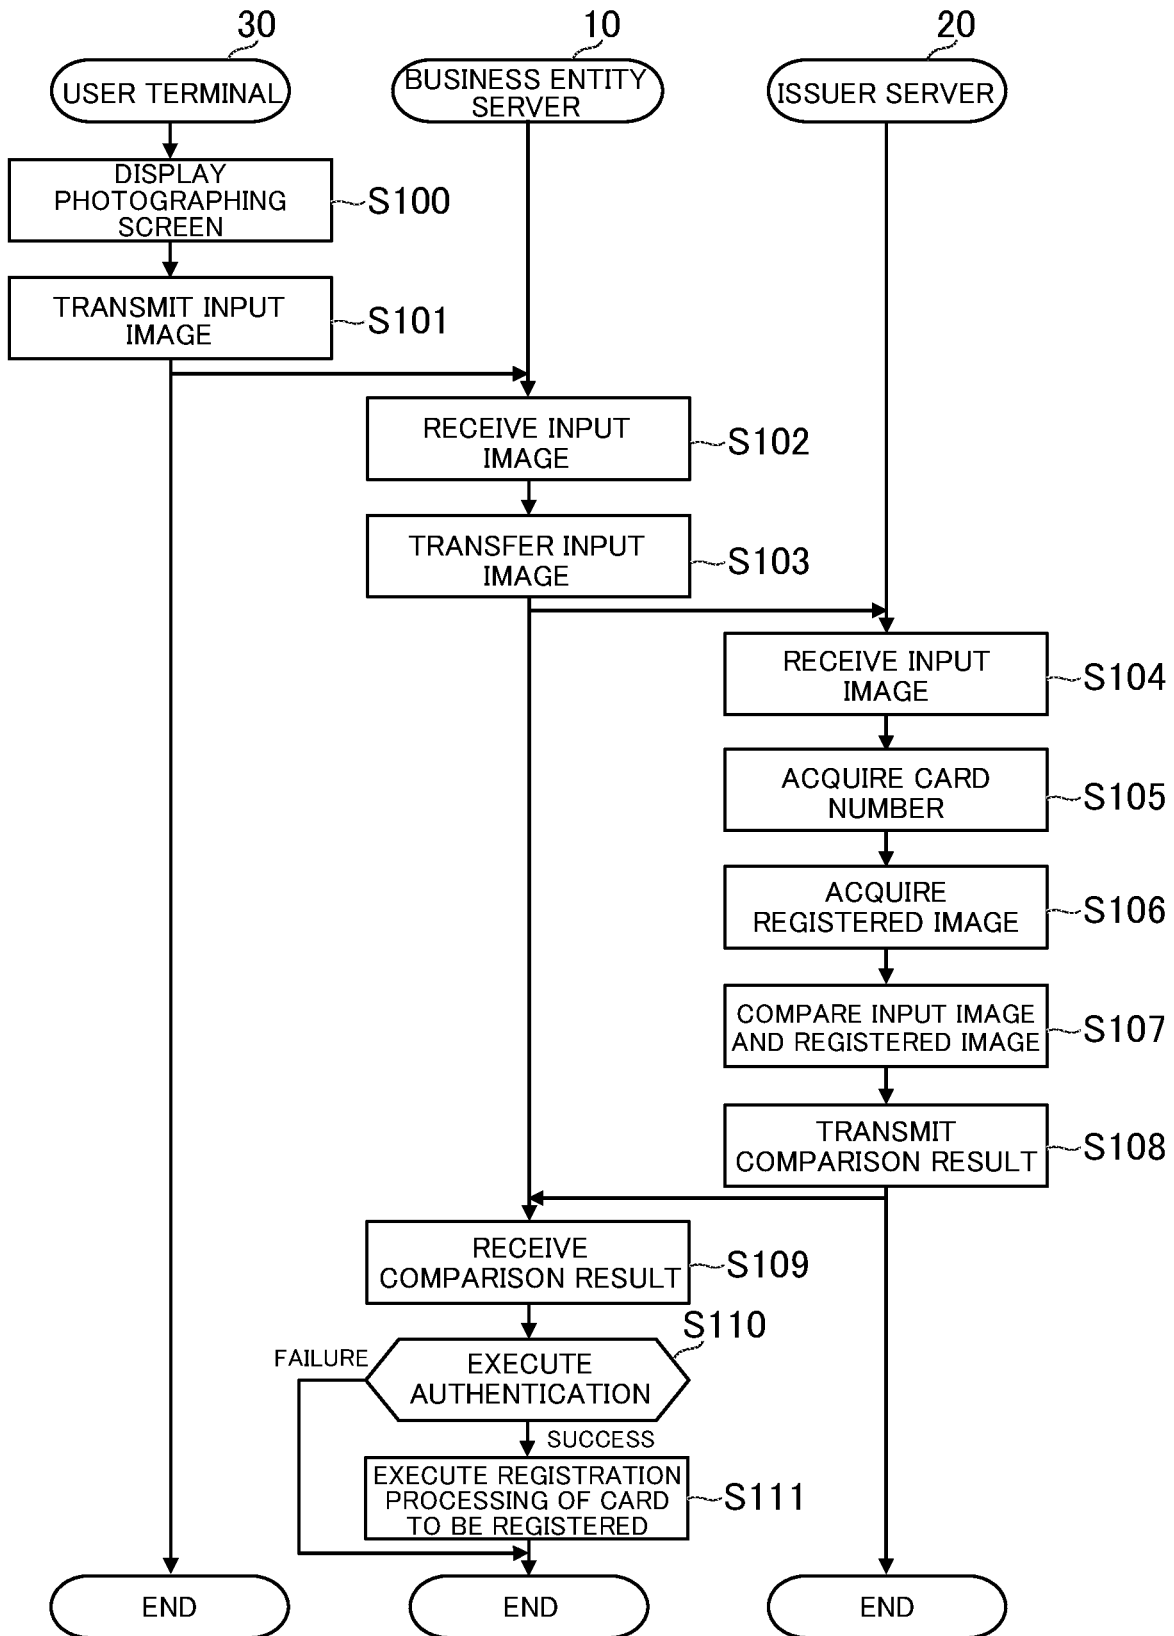 30
10
20
USER TERMINAL
BUSINESS ENTITY
SERVER
ISSUER SERVER
DISPLAY
PHOTOGRAPHING
SCREEN
S100
TRANSMIT INPUT
IMAGE
S101
RECEIVE INPUT
IMAGE
S102
TRANSFER INPUT
IMAGE
S103
RECEIVE INPUT
IMAGE
S104
ACQUIRE CARD
NUMBER
S105
ACQUIRE
REGISTERED IMAGE
S106
COMPARE INPUT IMAGE
AND REGISTERED IMAGE
S107
TRANSMIT
COMPARISON RESULT
S108
RECEIVE
COMPARISON RESULT
S109
S110
FAILURE
EXECUTE
AUTHENTICATION
SUCCESS
EXECUTE REGISTRATION
PROCESSING OF CARD
TO BE REGISTERED
S111
END
END
END